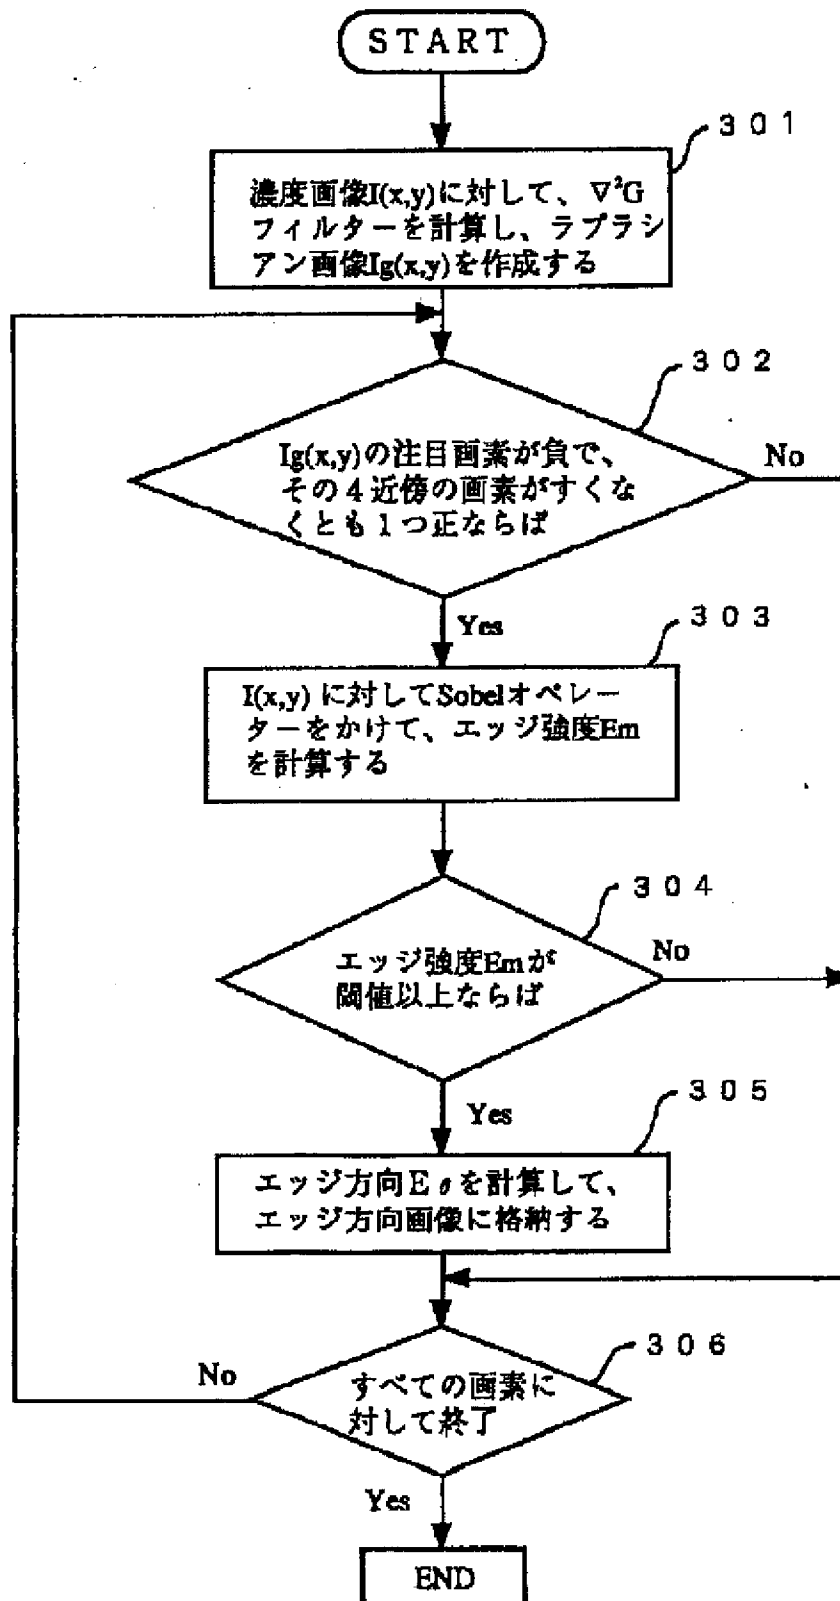 START
301
濃度画像I(x,y)に対して、∇²G
フィルターを計算し、ラプラシ
アン画像Ig(x,y)を作成する
302
Ig(x,y)の注目画素が負で、
その4近傍の画素がすくな
くとも1つ正ならば
No
Yes
303
I(x,y) に対してSobelオペレー
ターをかけて、エッジ強度Em
を計算する
304
エッジ強度Emが
閾値以上ならば
No
Yes
305
エッジ方向Eθを計算して、
エッジ方向画像に格納する
306
すべての画素に
対して終了
No
Yes
END